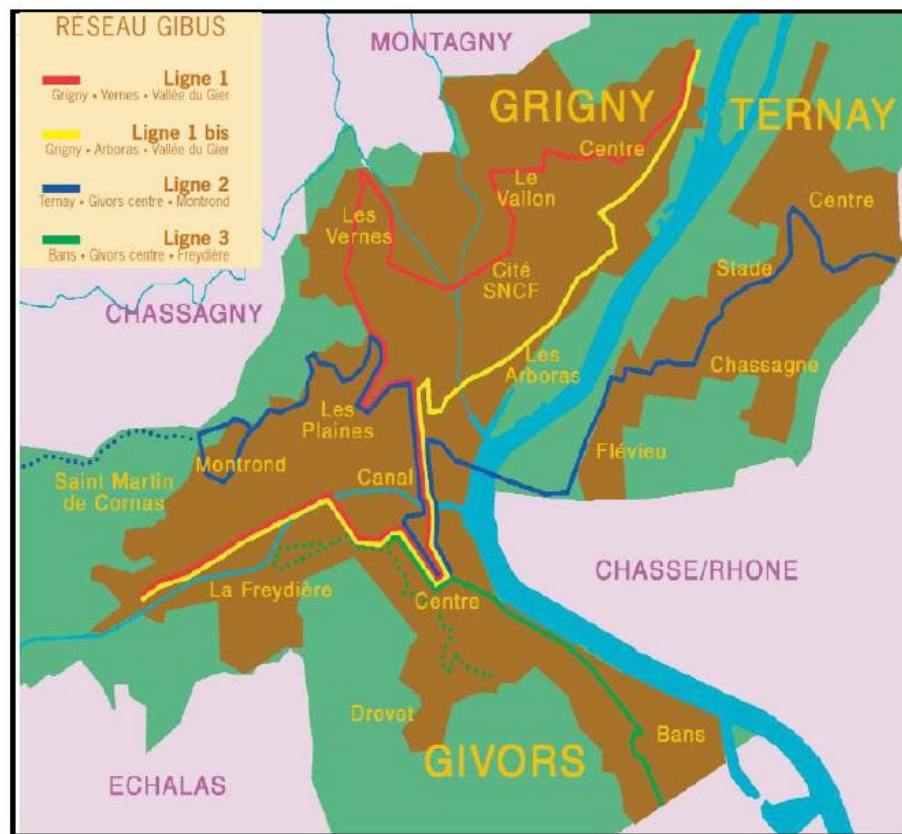 RÉSEAU GIBUS
Ligne 1
Grigny • Vernes • Vallée du Gier
Ligne 1 bis
Grigny • Arboras • Vallée du Gier
Ligne 2
Ternay • Givors centre • Montrond
Ligne 3
Bans • Givors centre • Freydière
MONTAGNY
GRIGNY
TERNAY
Centre
Le
Vallon
Centre
Les
Vernes
Stade
Cité
SNCF
CHASSAGNY
Les
Arboras
Chassagne
Les
Plaines
Montrond
Flévieu
Saint Martin
de Cornas
Canal
CHASSE/RHONE
La Freydière
Centre
Drevot
Bans
GIVORS
ECHALAS